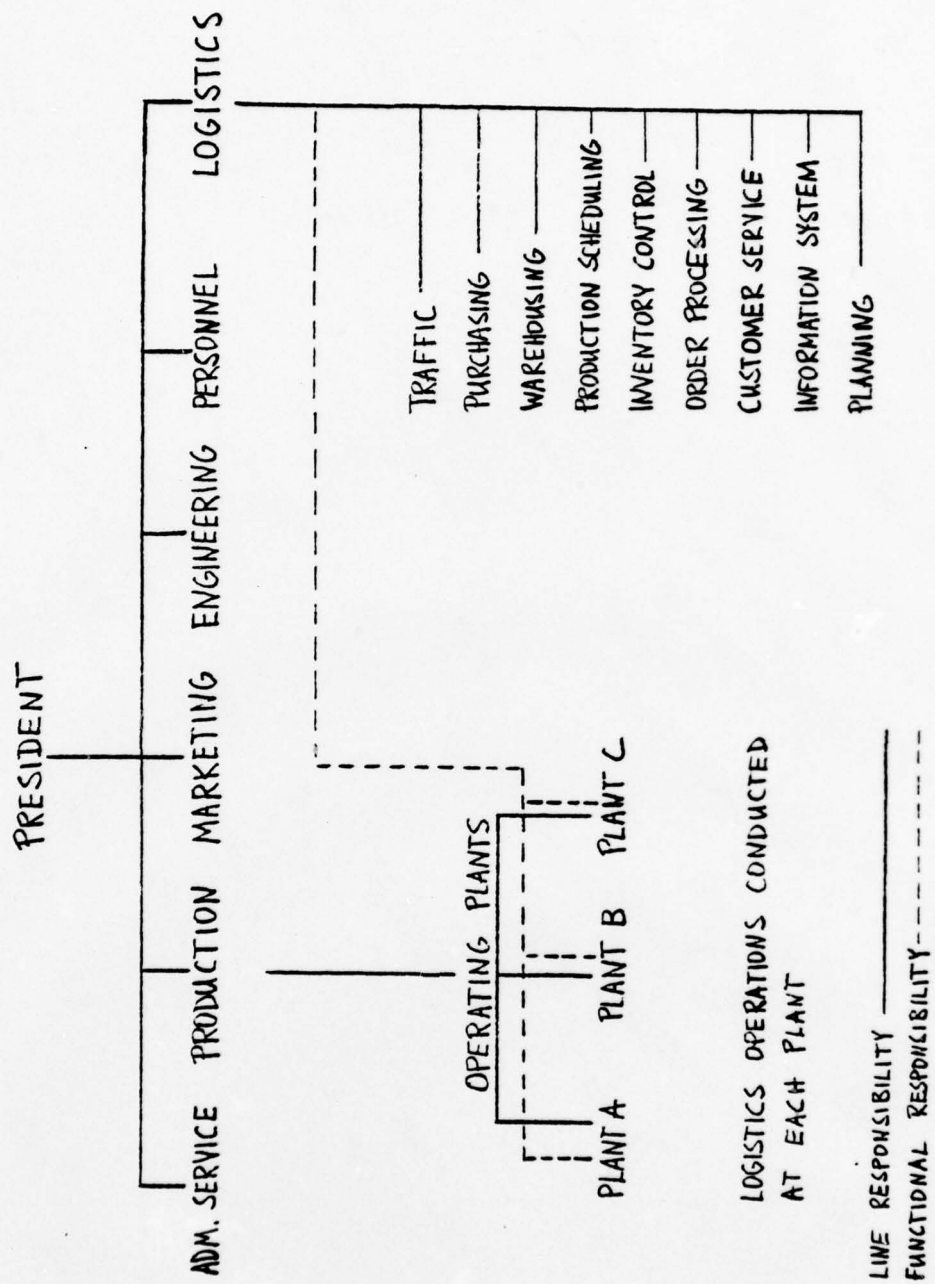 PRESIDENT
ADM. SERVICE PRODUCTION MARKETING ENGINEERING PERSONNEL LOGISTICS
OPERATING PLANTS
PLANT A PLANT B PLANT C
LOGISTICS OPERATIONS CONDUCTED
AT EACH PLANT
TRAFFIC
PURCHASING
WAREHOUSING
PRODUCTION SCHEDULING
INVENTORY CONTROL
ORDER PROCESSING
CUSTOMER SERVICE
INFORMATION SYSTEM
PLANNING
LINE RESPONSIBILITY
FUNCTIONAL RESPONCIBILITY